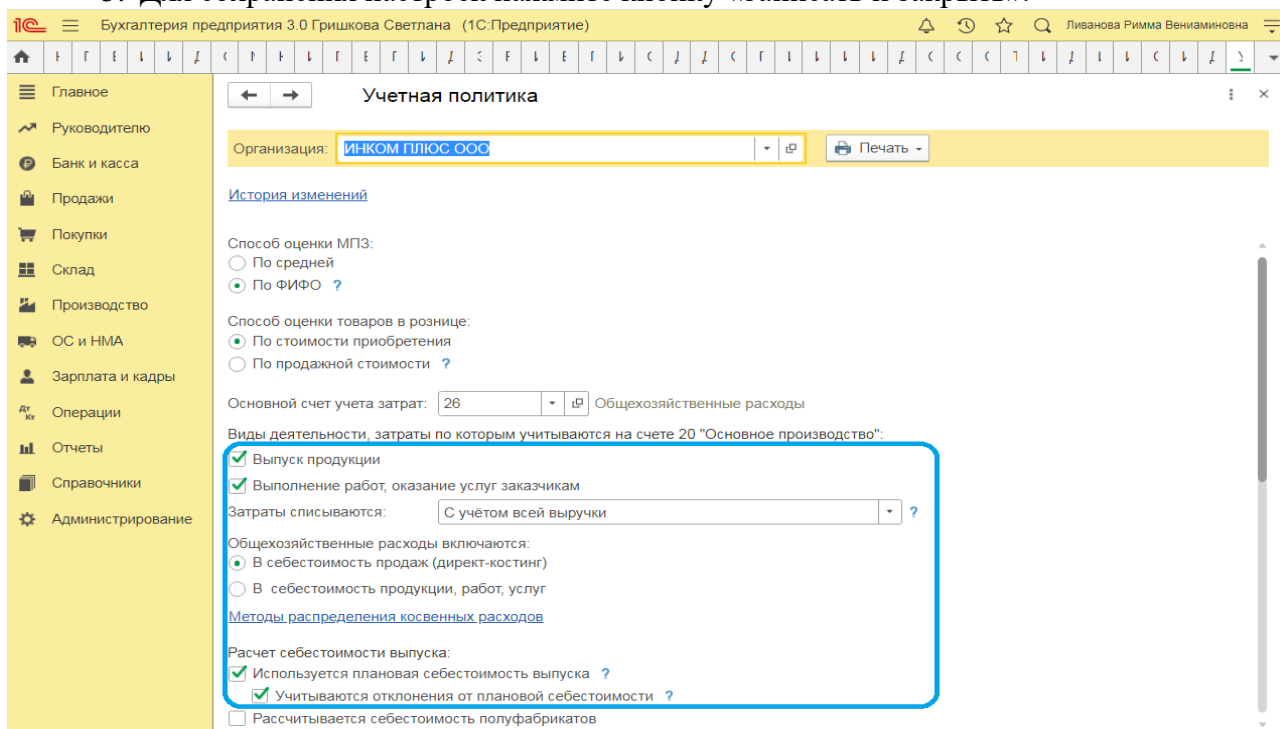 Бухгалтерия предприятия 3.0 Гришкова Светлана (1С:Предприятие)
Ливанова Римма Вениаминовна
Главное
Учетная политика
Руководителю
Организация: ИНКОМ ПЛЮС ООО Печать
Банк и касса
Продажи
История изменений
Покупки
Способ оценки МПЗ:
По средней
Склад
По ФИФО ?
Производство
Способ оценки товаров в рознице:
ОС и НМА
По стоимости приобретения
По продажной стоимости ?
Зарплата и кадры
Основной счет учета затрат: 26 Общехозяйственные расходы
Операции
Виды деятельности, затраты по которым учитываются на счете 20 "Основное производство":
Отчеты
Выпуск продукции
Справочники
Выполнение работ, оказание услуг заказчикам
Затраты списываются: С учётом всей выручки ?
Администрирование
Общехозяйственные расходы включаются:
В себестоимость продаж (директ-костинг)
В себестоимость продукции, работ, услуг
Методы распределения косвенных расходов
Расчет себестоимости выпуска:
Используется плановая себестоимость выпуска ?
Учитываются отклонения от плановой себестоимости ?
Рассчитывается себестоимость полуфабрикатов